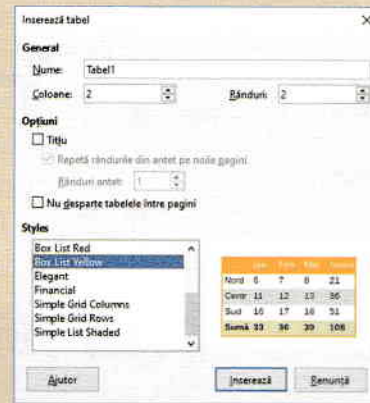 Inserează tabel
General
Nume: Tabel1
Coloane: 2 Rânduri: 2
Opțiuni
Titlu
Repetă rândurile din antet pe noile pagini
Rânduri antet: 1
Nu desparte tabelele între pagini
Styles
Box List Red
Box List Yellow
Elegant
Financial
Simple Grid Columns
Simple Grid Rows
Simple List Shaded
Nord 6 7 8 21
Centr 11 12 13 36
Sud 16 17 18 51
Sumă 33 36 39 108
Ajutor Inserează Renunță